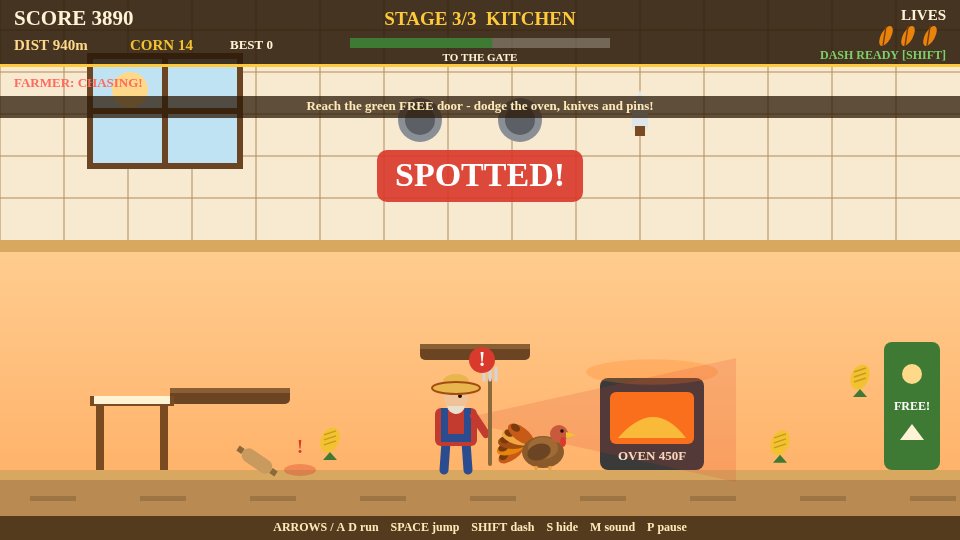 SCORE 3890
STAGE 3/3 KITCHEN
LIVES
DIST 940m CORN 14 BEST 0
TO THE GATE
DASH READY [SHIFT]
FARMER: CHASING!
Reach the green FREE door - dodge the oven, knives and pins!
SPOTTED!
!
FREE!
!
OVEN 450F
ARROWS / A D run SPACE jump SHIFT dash S hide M sound P pause